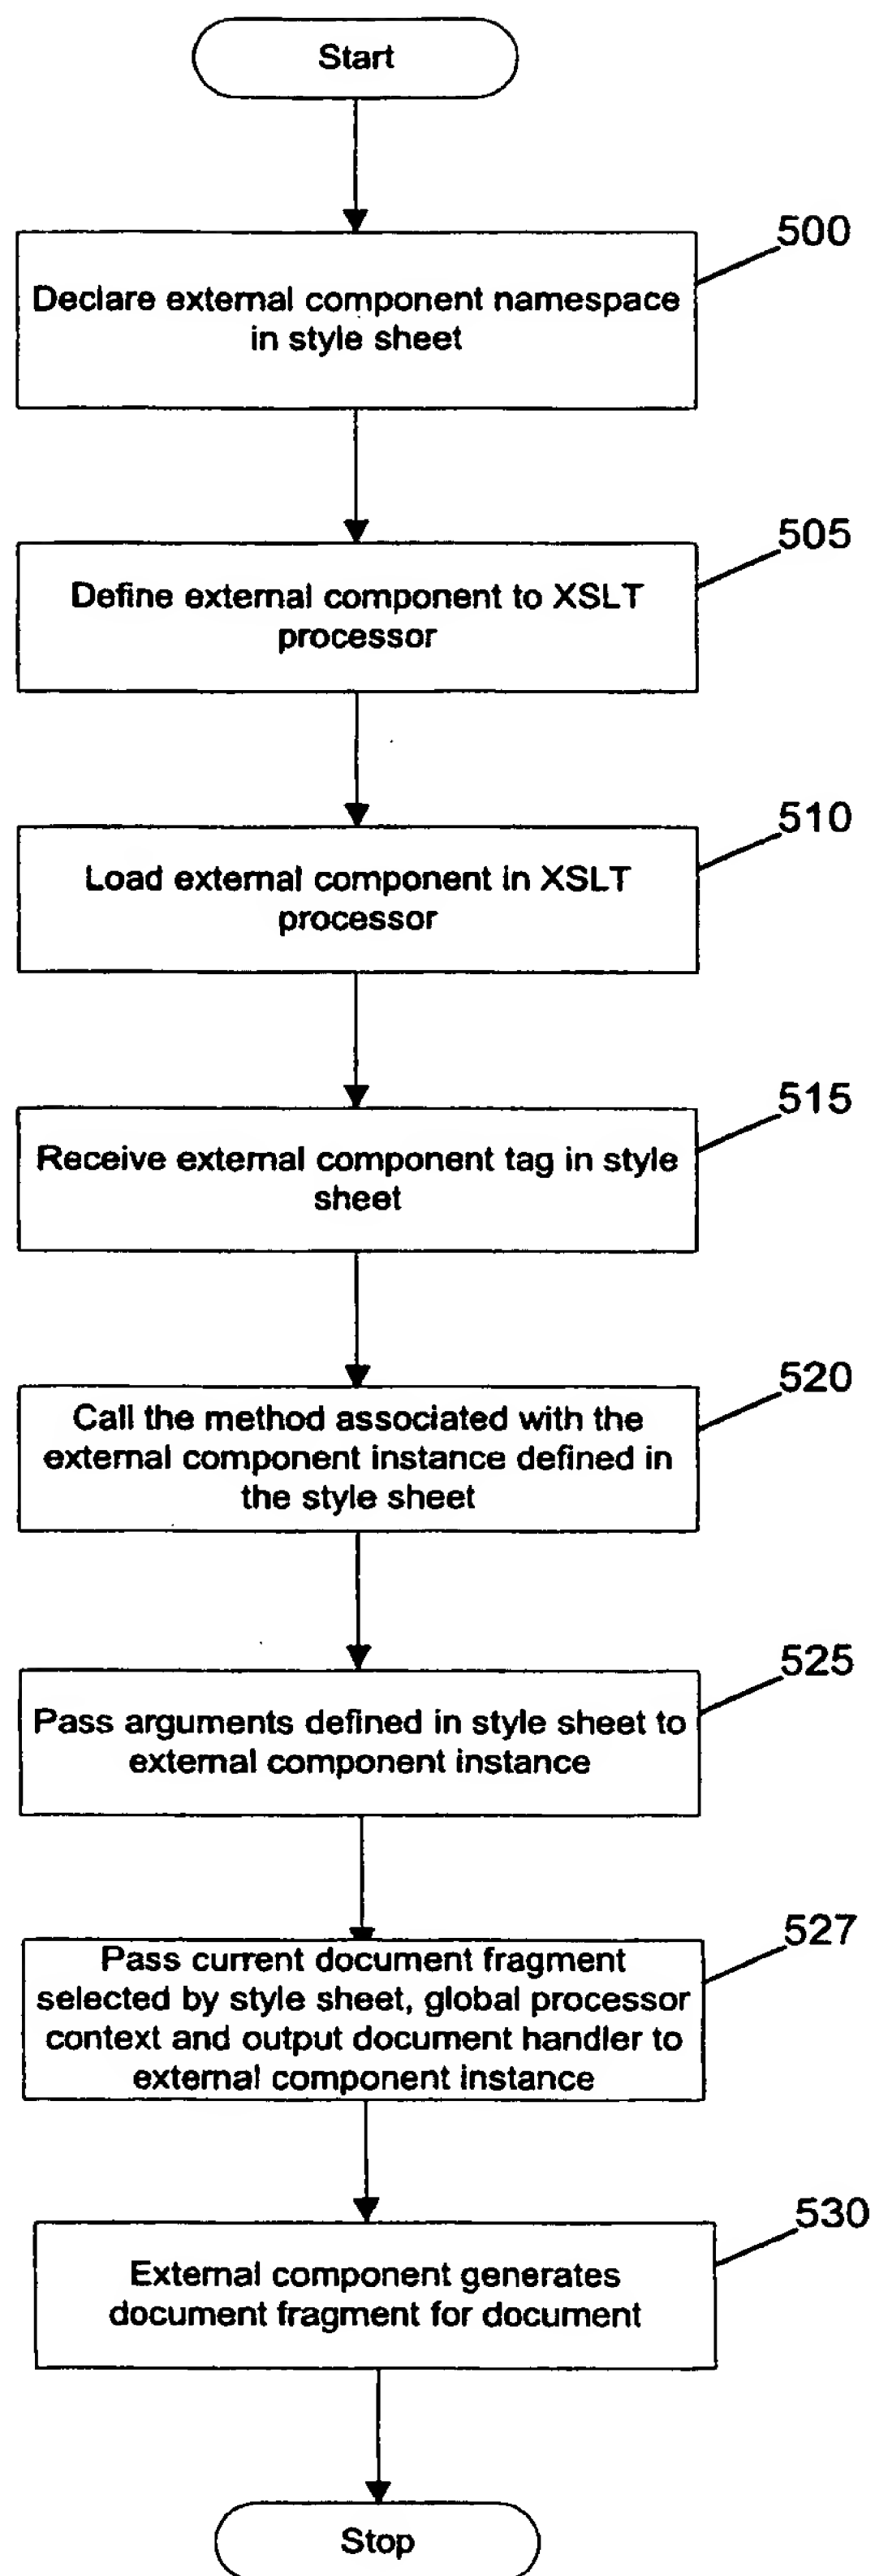 Start
500
Declare external component namespace
in style sheet
505
Define external component to XSLT
processor
510
Load external component in XSLT
processor
515
Receive external component tag in style
sheet
520
Call the method associated with the
external component instance defined in
the style sheet
525
Pass arguments defined in style sheet to
external component instance
527
Pass current document fragment
selected by style sheet, global processor
context and output document handler to
external component instance
530
External component generates
document fragment for document
Stop